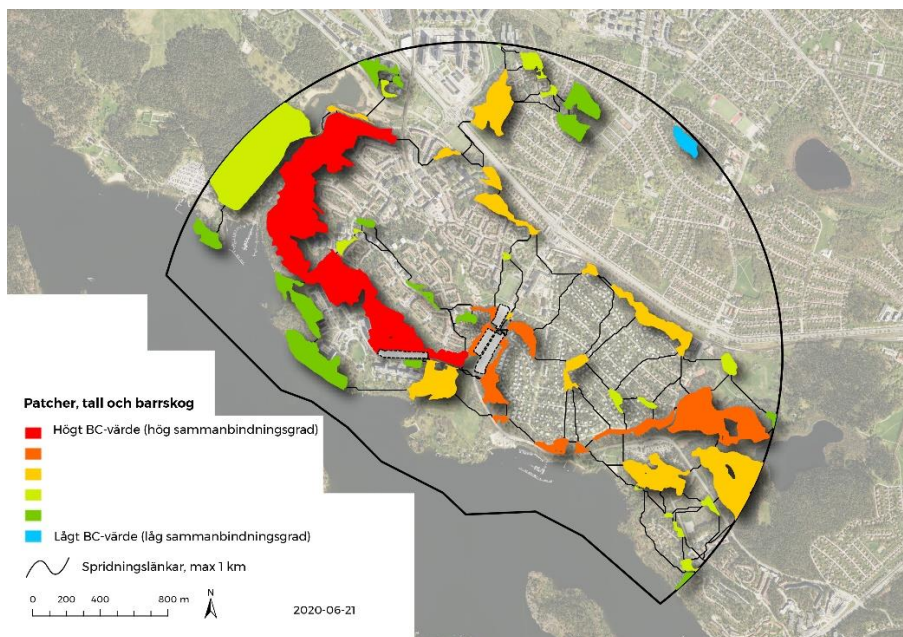 Patcher, tall och barrskog
Högt BC-värde (hög sammanbindningsgrad)
Lågt BC-värde (låg sammanbindningsgrad)
Spridningslänkar, max 1 km
0 200 400 800 m
N
2020-06-21